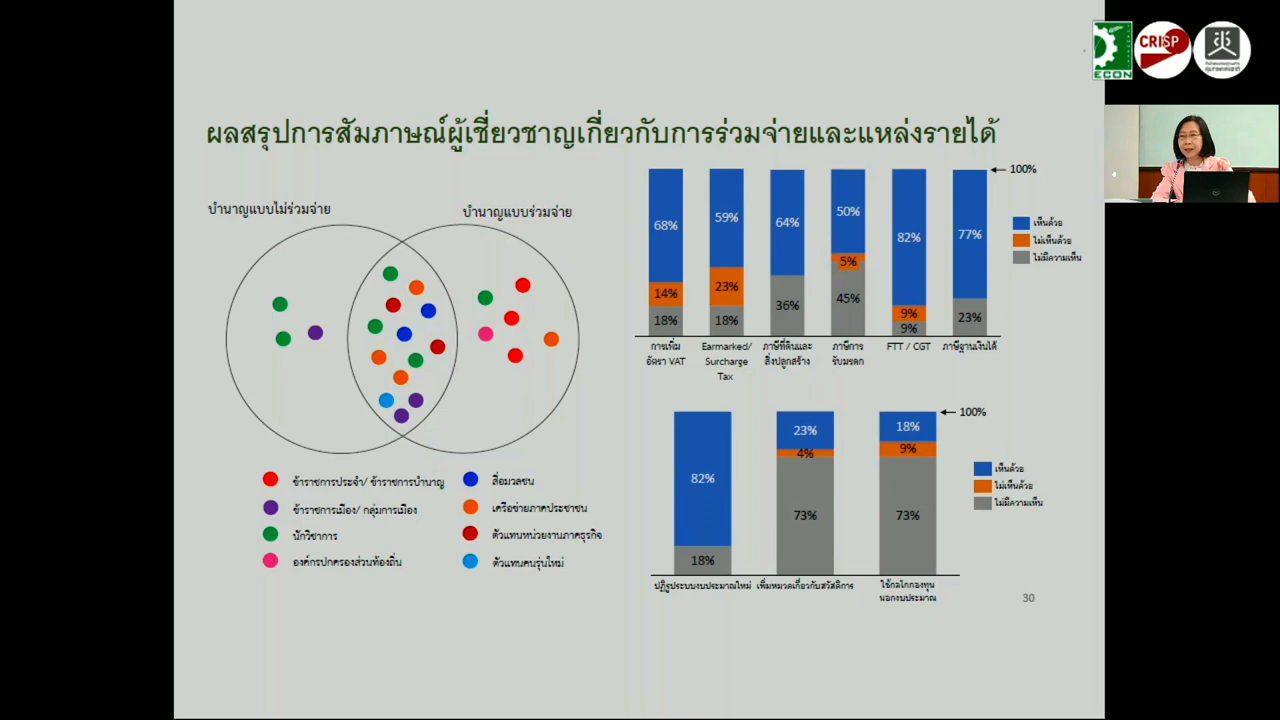 ECON
CRISP
ผลสรุปการสัมภาษณ์ผู้เชี่ยวชาญเกี่ยวกับการร่วมจ่ายและแหล่งรายได้
บำนาญแบบไม่ร่วมจ่าย
บำนาญแบบร่วมจ่าย
ข้าราชการประจำ/ ข้าราชการบำนาญ
ข้าราชการเมือง/ กลุ่มการเมือง
นักวิชาการ
องค์กรปกครองส่วนท้องถิ่น
สื่อมวลชน
เครือข่ายภาคประชาชน
ตัวแทนหน่วยงานภาคธุรกิจ
ตัวแทนคนรุ่นใหม่
100%
68%
59%
64%
50%
82%
77%
14%
23%
36%
5%
9%
23%
18%
18%
45%
9%
การเพิ่ม
อัตรา VAT
Earmarked/
Surcharge
Tax
ภาษีที่ดินและ
สิ่งปลูกสร้าง
ภาษีการ
รับมรดก
FTT / CGT
ภาษีฐานเงินได้
เห็นด้วย
ไม่เห็นด้วย
ไม่มีความเห็น
100%
82%
23%
18%
4%
9%
18%
73%
73%
ปฏิรูประบบงบประมาณใหม่
เพิ่มหมวดเกี่ยวกับสวัสดิการ
ใช้กลไกกองทุน
นอกงบประมาณ
เห็นด้วย
ไม่เห็นด้วย
ไม่มีความเห็น
30